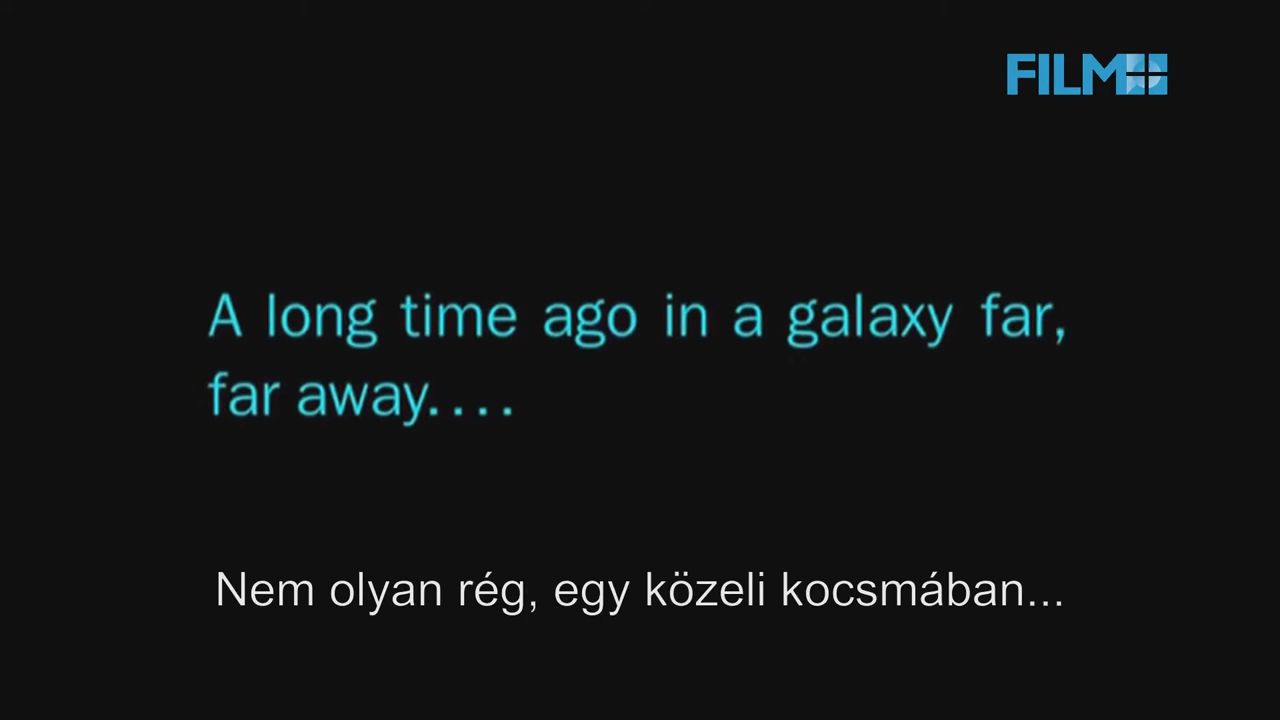 FILM+
A long time ago in a galaxy far,
far away....
Nem olyan rég, egy közeli kocsmában...